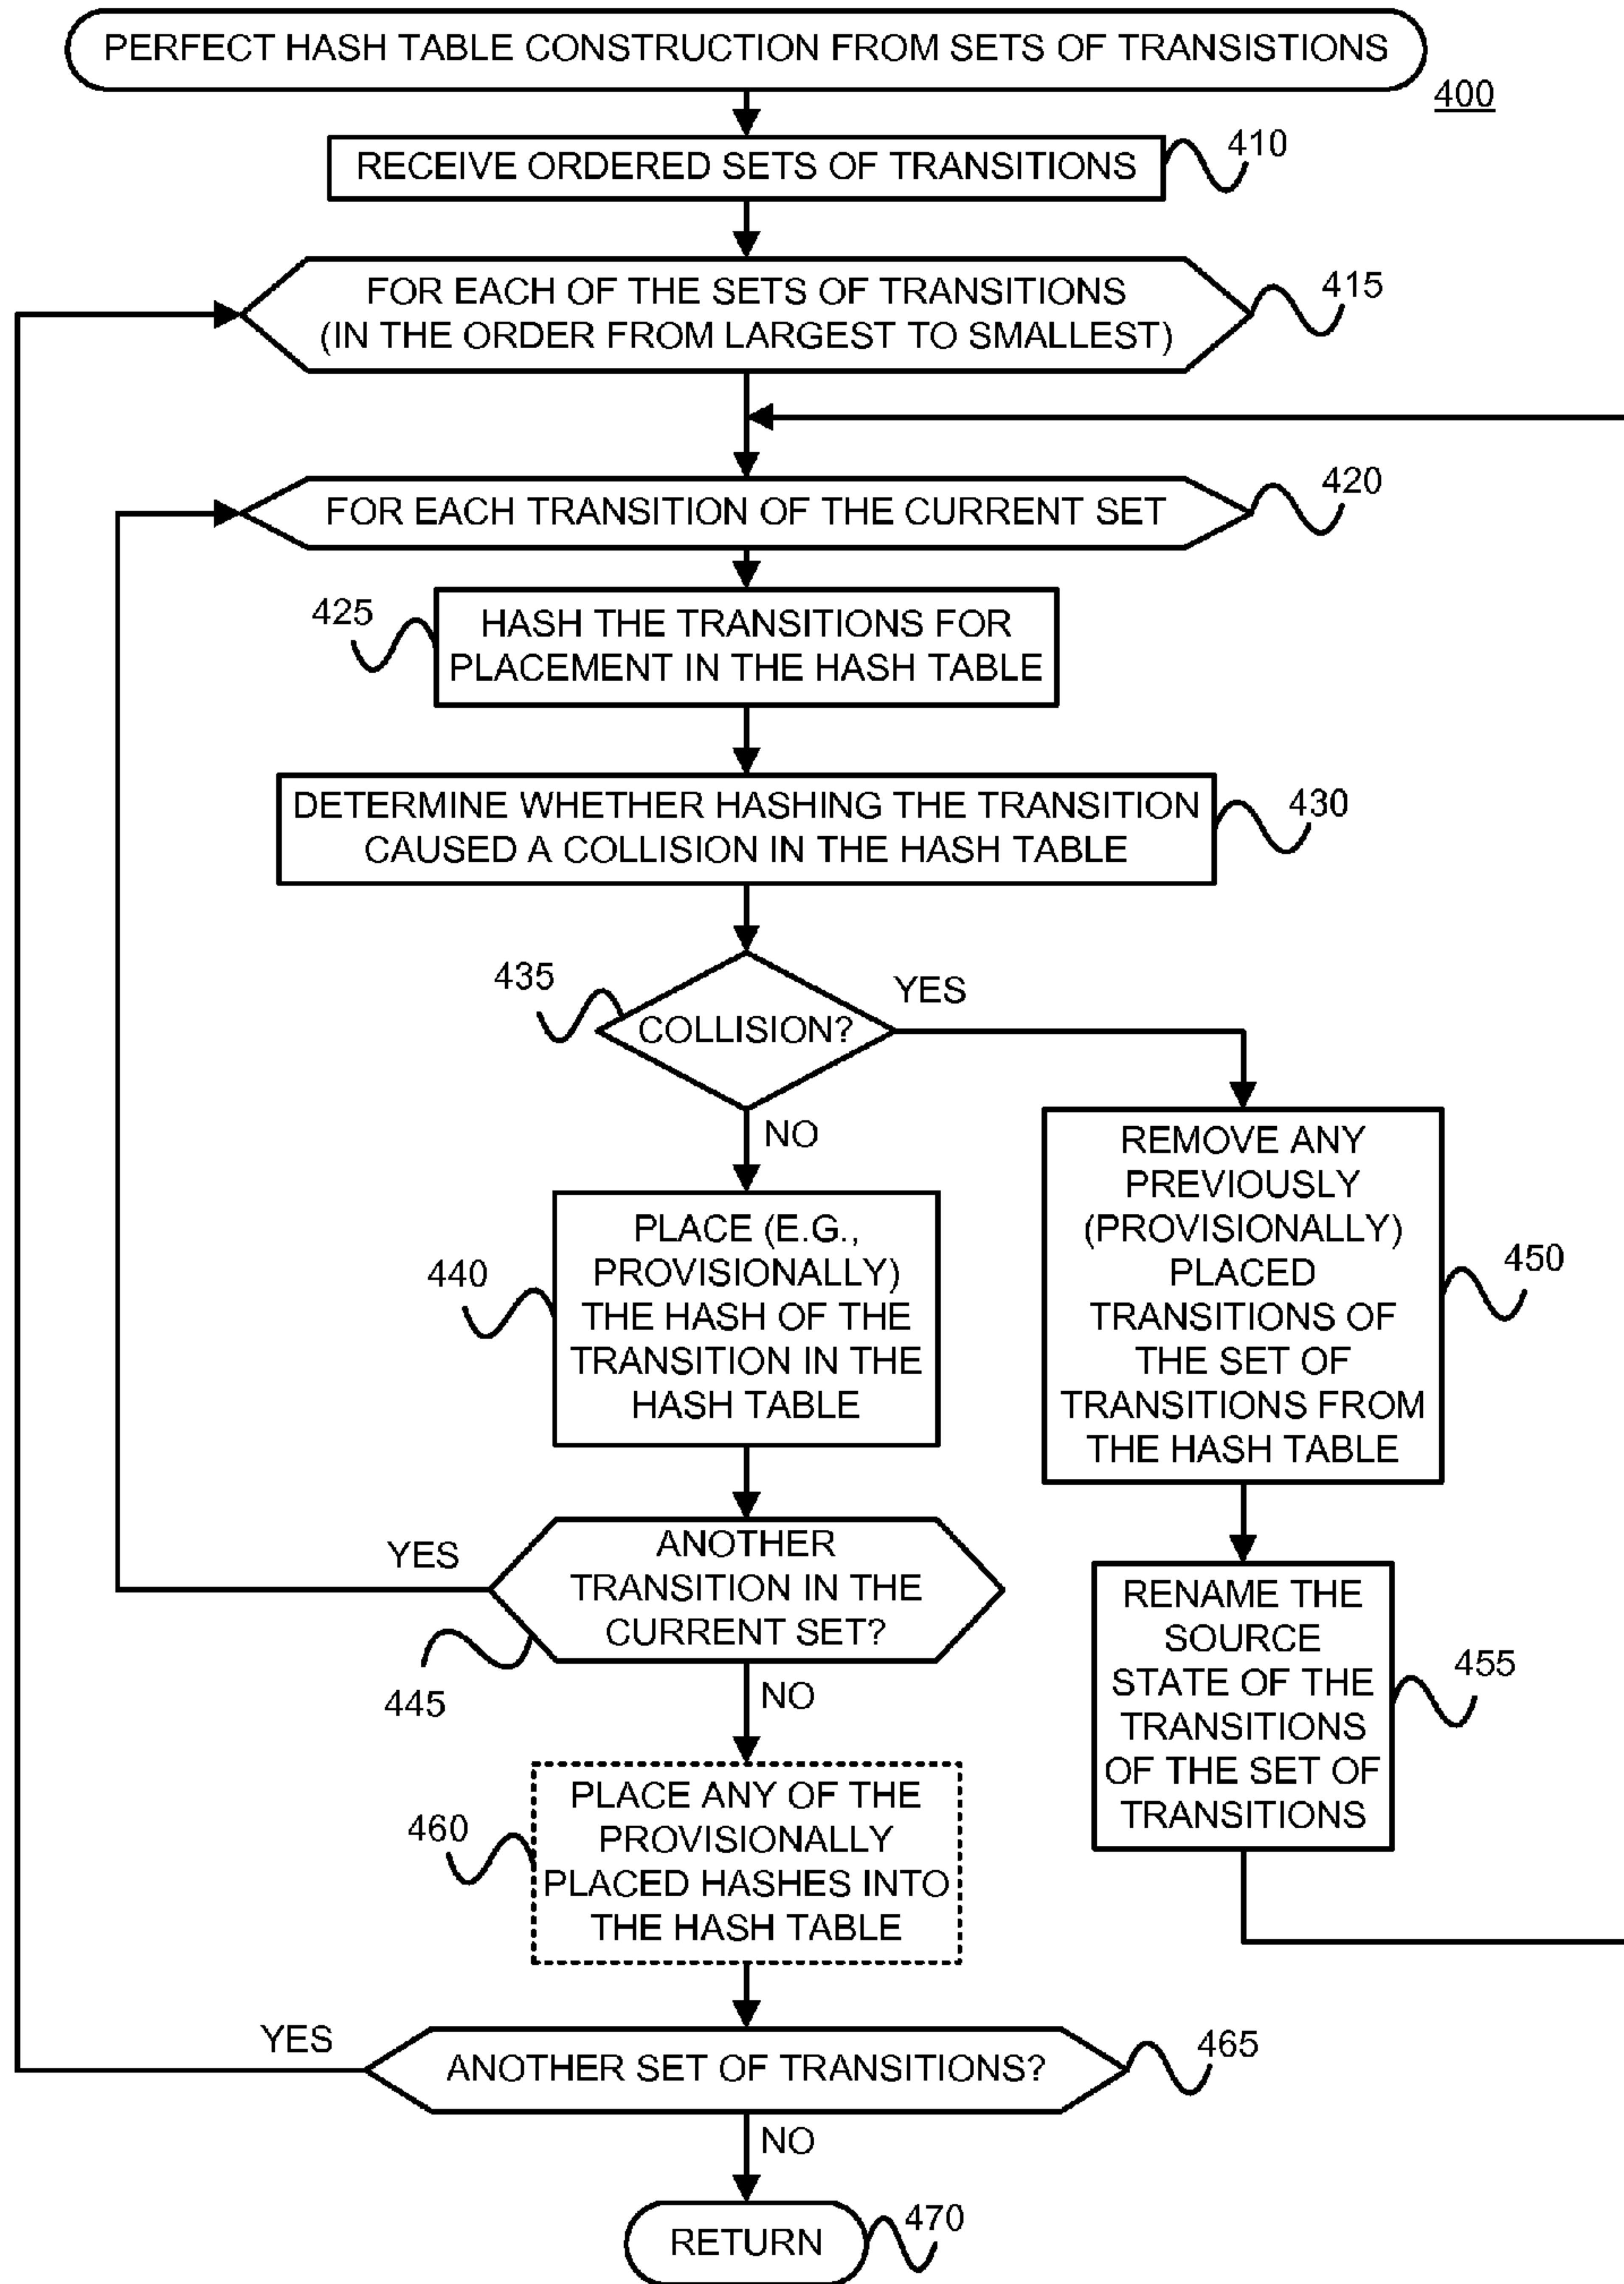 PERFECT HASH TABLE CONSTRUCTION FROM SETS OF TRANSISTIONS
400
RECEIVE ORDERED SETS OF TRANSITIONS
410
FOR EACH OF THE SETS OF TRANSITIONS
(IN THE ORDER FROM LARGEST TO SMALLEST)
415
FOR EACH TRANSITION OF THE CURRENT SET
420
425
HASH THE TRANSITIONS FOR
PLACEMENT IN THE HASH TABLE
DETERMINE WHETHER HASHING THE TRANSITION
CAUSED A COLLISION IN THE HASH TABLE
430
435
COLLISION?
YES
NO
440
PLACE (E.G.,
PROVISIONALLY)
THE HASH OF THE
TRANSITION IN THE
HASH TABLE
REMOVE ANY
PREVIOUSLY
(PROVISIONALLY)
PLACED
TRANSITIONS OF
THE SET OF
TRANSITIONS FROM
THE HASH TABLE
450
YES
ANOTHER
TRANSITION IN THE
CURRENT SET?
445
NO
RENAME THE
SOURCE
STATE OF THE
TRANSITIONS
OF THE SET OF
TRANSITIONS
455
460
PLACE ANY OF THE
PROVISIONALLY
PLACED HASHES INTO
THE HASH TABLE
YES
ANOTHER SET OF TRANSITIONS?
465
NO
RETURN
470